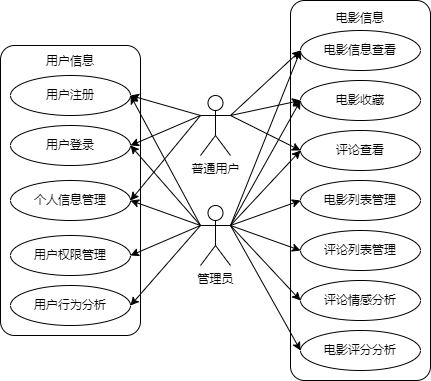 用户信息
用户注册
用户登录
个人信息管理
用户权限管理
用户行为分析
普通用户
管理员
电影信息
电影信息查看
电影收藏
评论查看
电影列表管理
评论列表管理
评论情感分析
电影评分分析